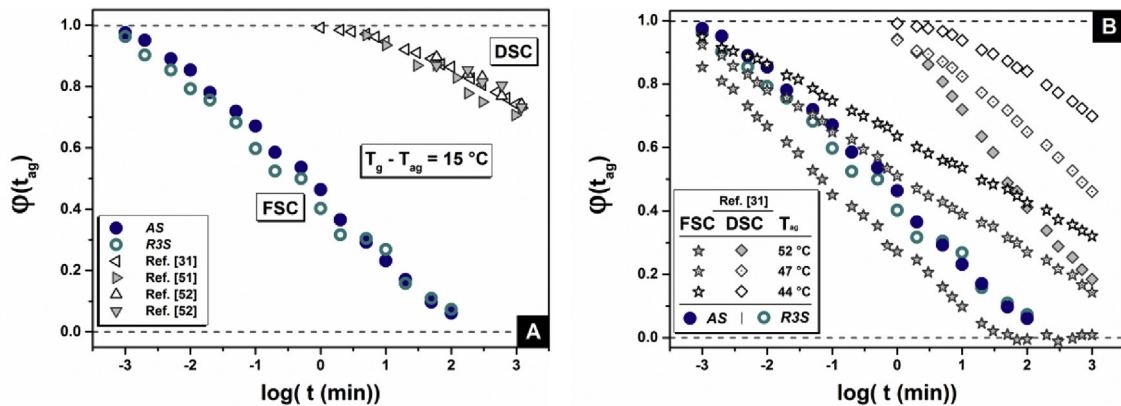 1.0
0.8
0.6
0.4
0.2
0.0
φ(t_ag)
DSC
T_g - T_ag = 15 °C
FSC
AS
R3S
Ref. [31]
Ref. [51]
Ref. [52]
Ref. [52]
A
-3 -2 -1 0 1 2 3
log( t (min))
B
1.0
0.8
0.6
0.4
0.2
0.0
φ(t_ag)
Ref. [31]
FSC DSC T_ag
52 °C
47 °C
44 °C
AS | R3S
-3 -2 -1 0 1 2 3
log( t (min))